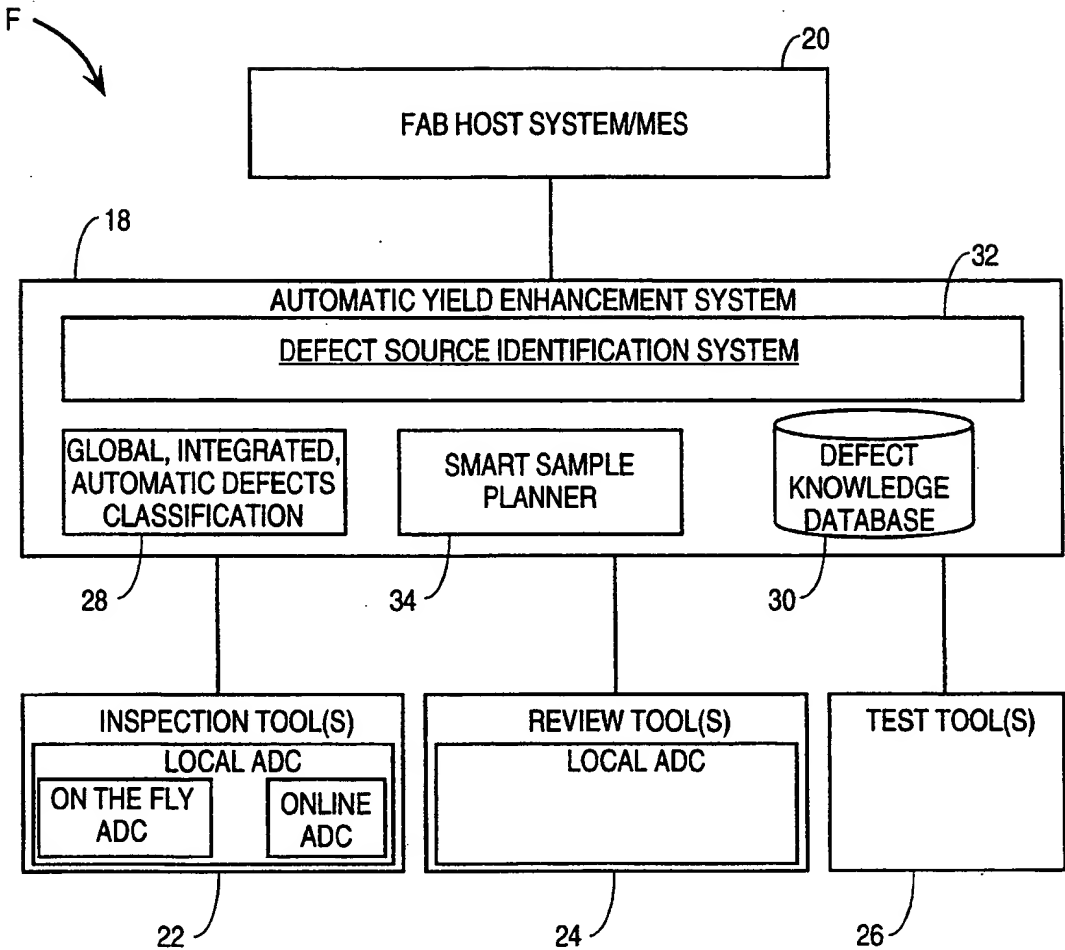 F
20
FAB HOST SYSTEM/MES
18
32
AUTOMATIC YIELD ENHANCEMENT SYSTEM
DEFECT SOURCE IDENTIFICATION SYSTEM
GLOBAL, INTEGRATED,
AUTOMATIC DEFECTS
CLASSIFICATION
SMART SAMPLE
PLANNER
DEFECT
KNOWLEDGE
DATABASE
28
34
30
INSPECTION TOOL(S)
LOCAL ADC
ON THE FLY
ADC
ONLINE
ADC
REVIEW TOOL(S)
LOCAL ADC
TEST TOOL(S)
22
24
26